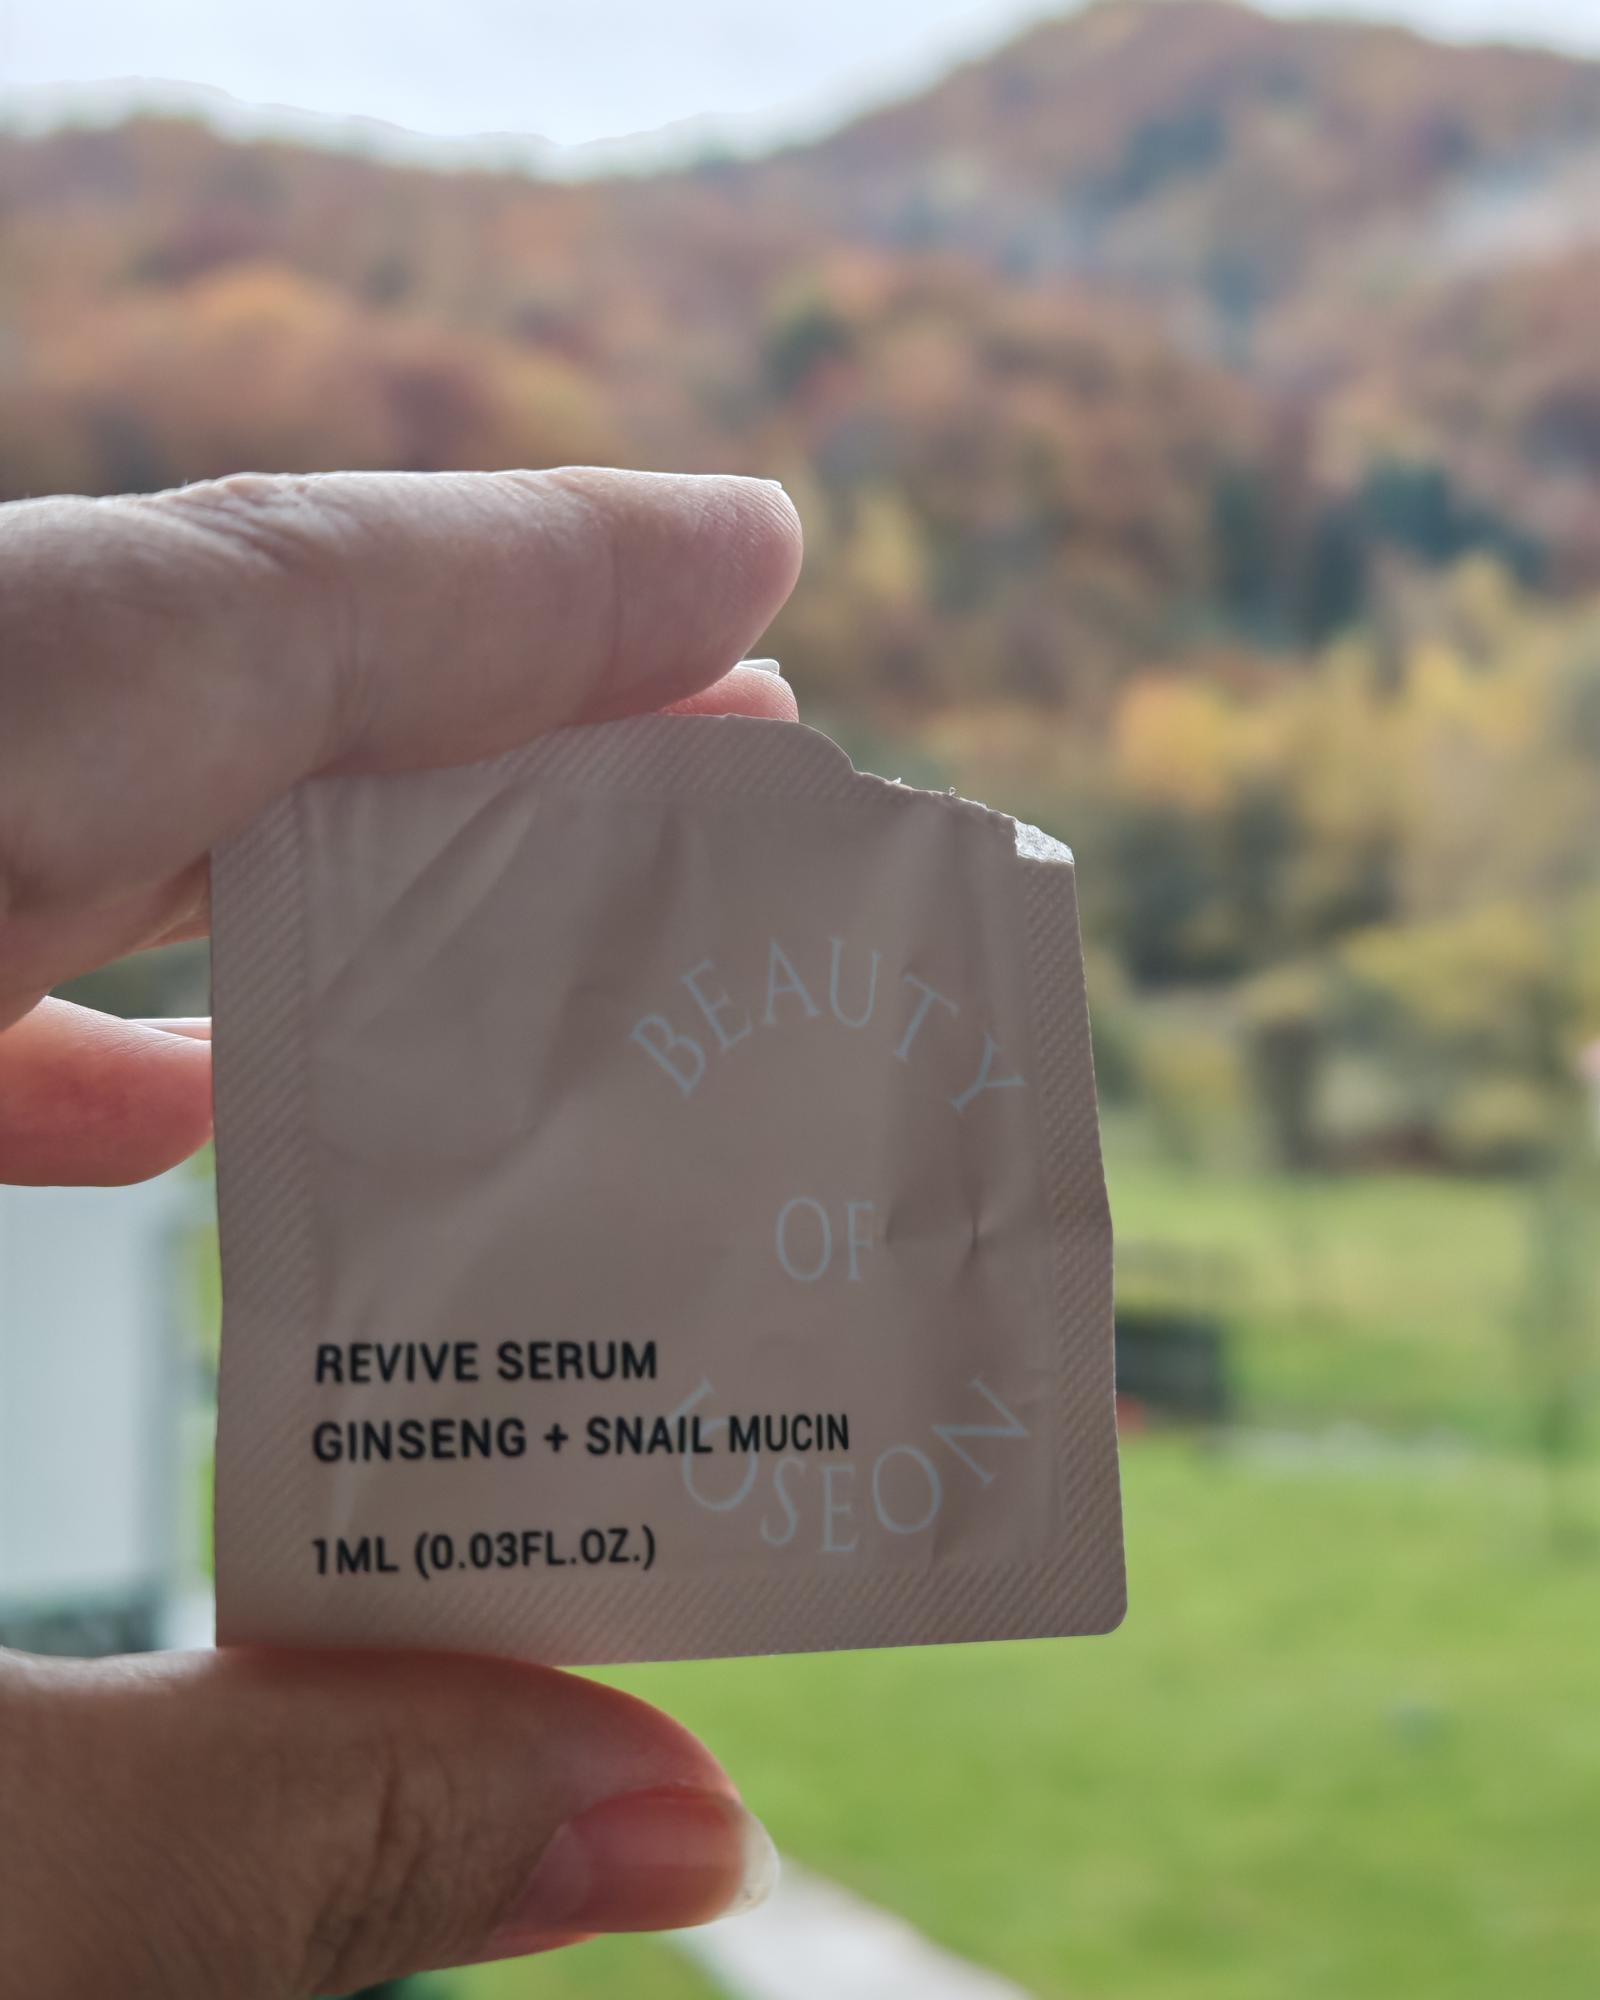 BEAUTY
OF
JOSEON
REVIVE SERUM
GINSENG + SNAIL MUCIN
1ML (0.03FL.OZ.)